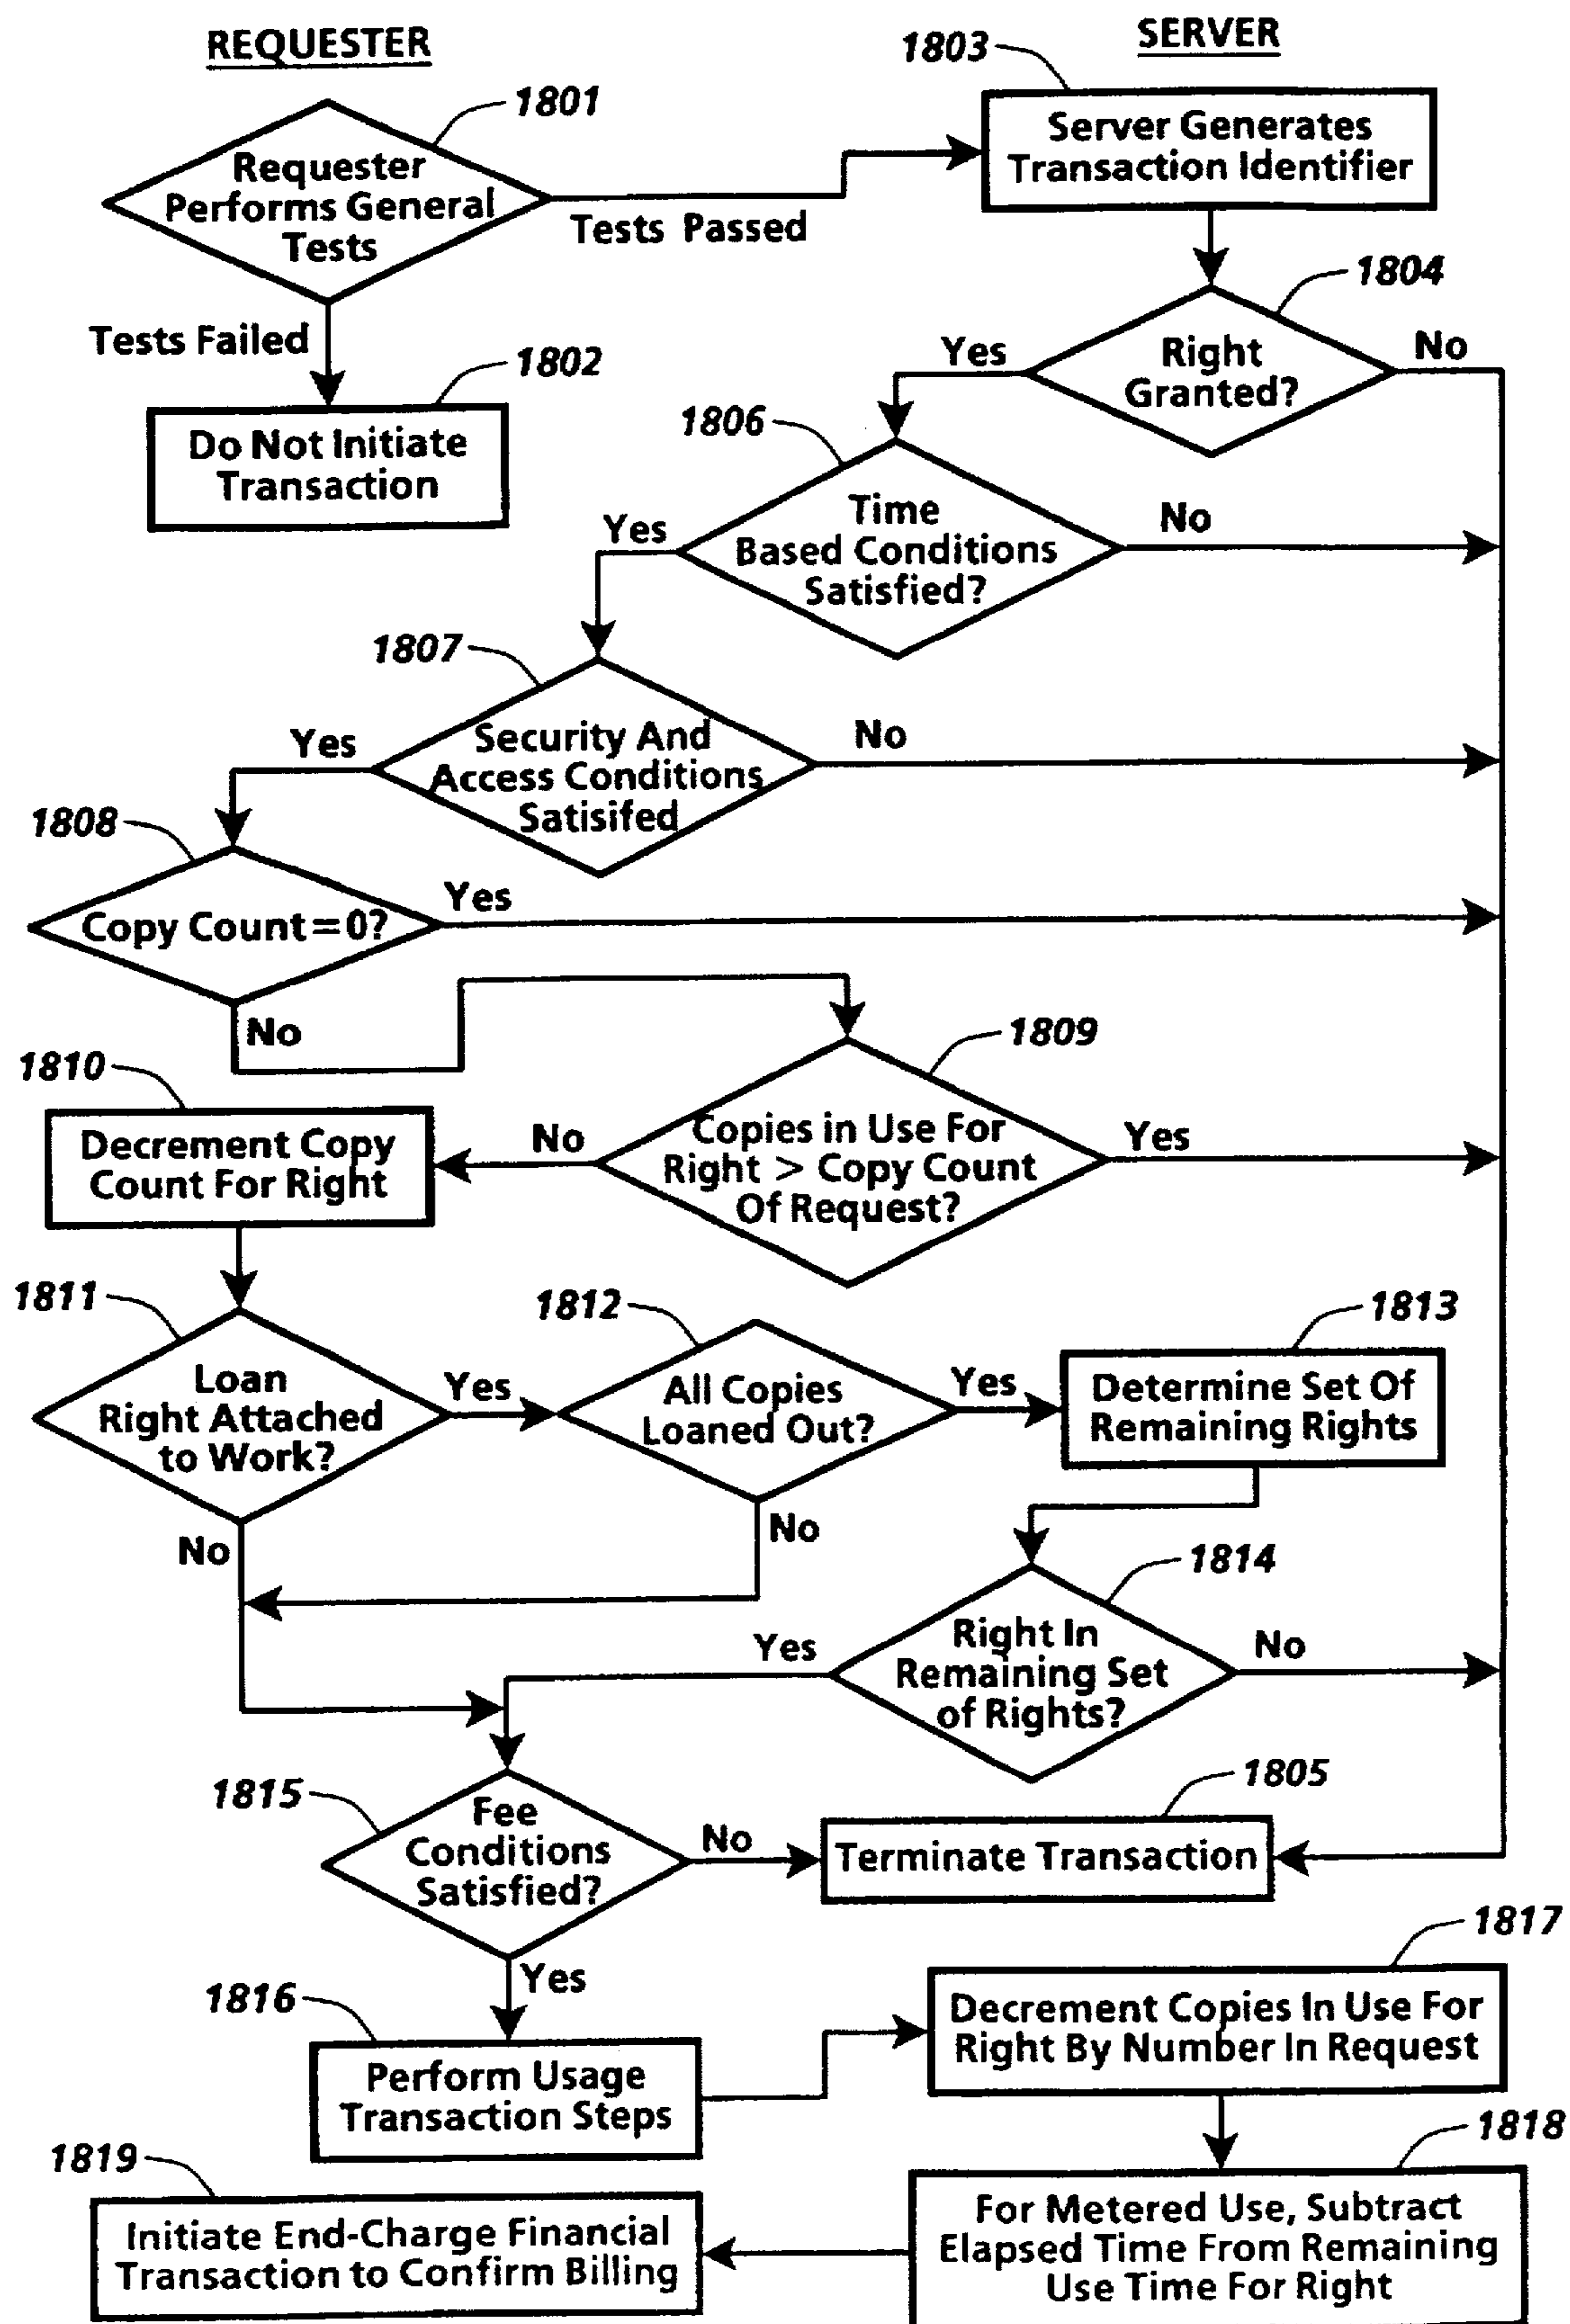 REQUESTER
SERVER
1801
1803
Requester
Performs General
Tests
Server Generates
Transaction Identifier
Tests Passed
Tests Failed
1802
Do Not Initiate
Transaction
1804
Right
Granted?
Yes
No
1806
Time
Based Conditions
Satisfied?
Yes
No
1807
Security And
Access Conditions
Satisifed
Yes
No
1808
Copy Count=0?
Yes
No
1809
Copies in Use For
Right > Copy Count
Of Request?
No
Yes
1810
Decrement Copy
Count For Right
1811
Loan
Right Attached
to Work?
Yes
No
1812
All Copies
Loaned Out?
Yes
No
1813
Determine Set Of
Remaining Rights
1814
Right In
Remaining Set
of Rights?
Yes
No
1815
Fee
Conditions
Satisfied?
No
Yes
1805
Terminate Transaction
1816
Perform Usage
Transaction Steps
1817
Decrement Copies In Use For
Right By Number In Request
1818
For Metered Use, Subtract
Elapsed Time From Remaining
Use Time For Right
1819
Initiate End-Charge Financial
Transaction to Confirm Billing